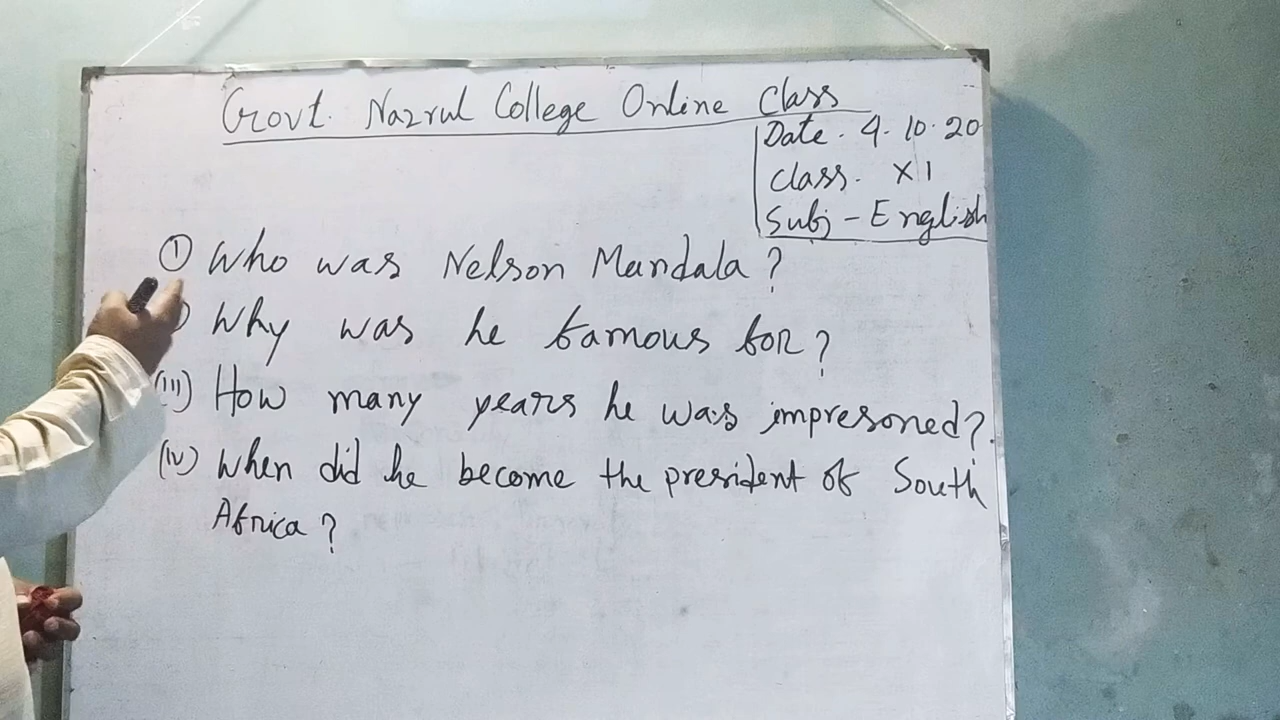 Govt. Nazrul College Online Class
Date. 4.10.20
Class. XI
Subj - English
(i) Who was Nelson Mandala?
) Why was he famous for?
(iii) How many years he was impresoned?
(iv) When did he become the president of South
Africa?